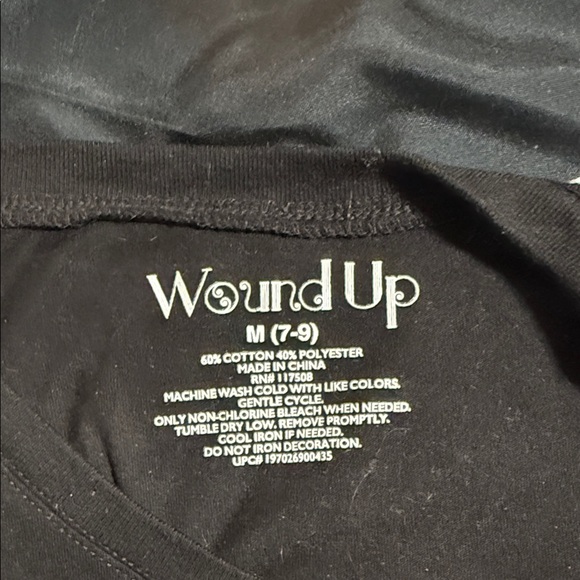 Wound Up
M (7-9)
60% COTTON 40% POLYESTER
MADE IN CHINA
RN# 117508
MACHINE WASH COLD WITH LIKE COLORS.
GENTLE CYCLE.
ONLY NON-CHLORINE BLEACH WHEN NEEDED.
TUMBLE DRY LOW. REMOVE PROMPTLY.
COOL IRON IF NEEDED.
DO NOT IRON DECORATION.
UPC# 197026900435